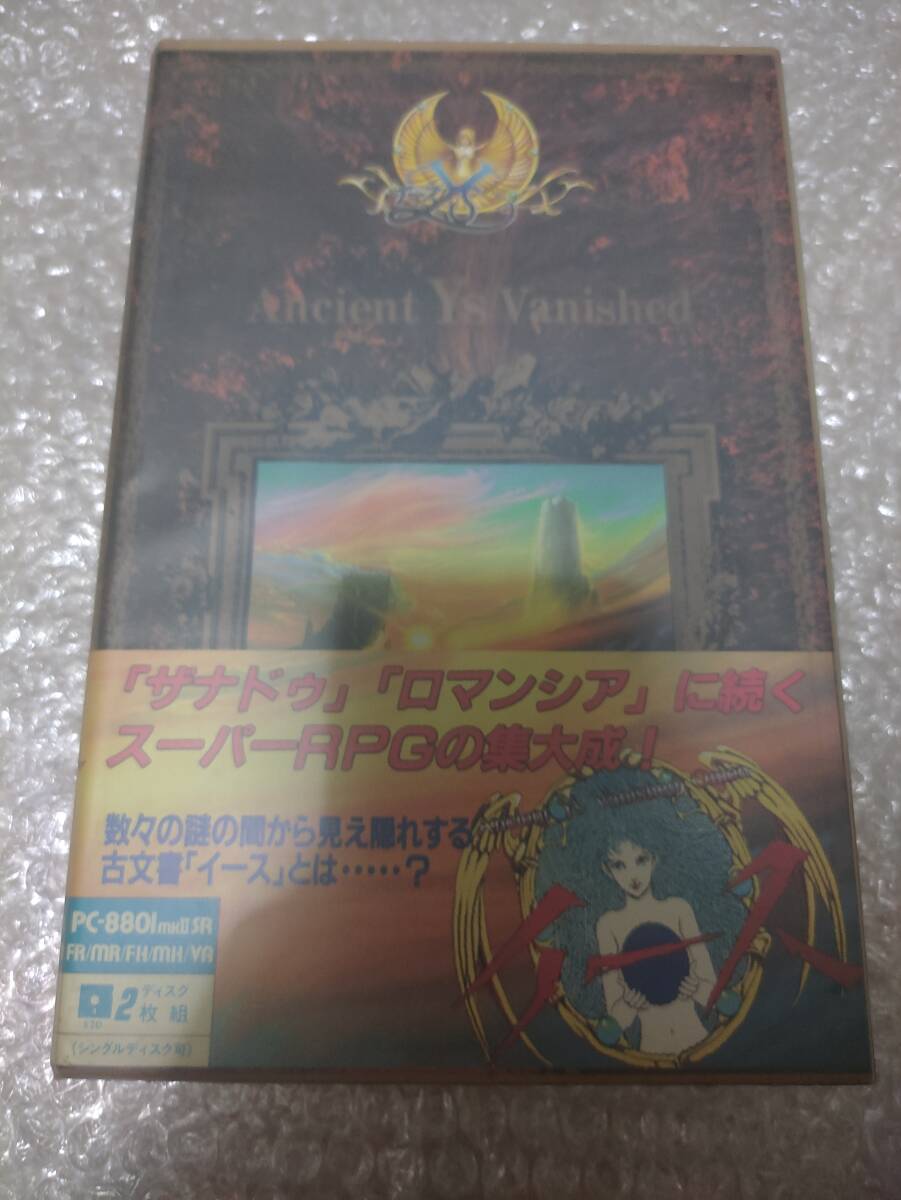 Ys
Ancient Ys Vanished
「ザナドゥ」「ロマンシア」に続く
スーパーRPGの集大成!
数々の謎の間から見え隠れする
古文書「イース」とは……?
イース
PC-8801mkIISR
FR/MR/FH/MH/VA
2ディスク
枚組
(シングルディスク可)